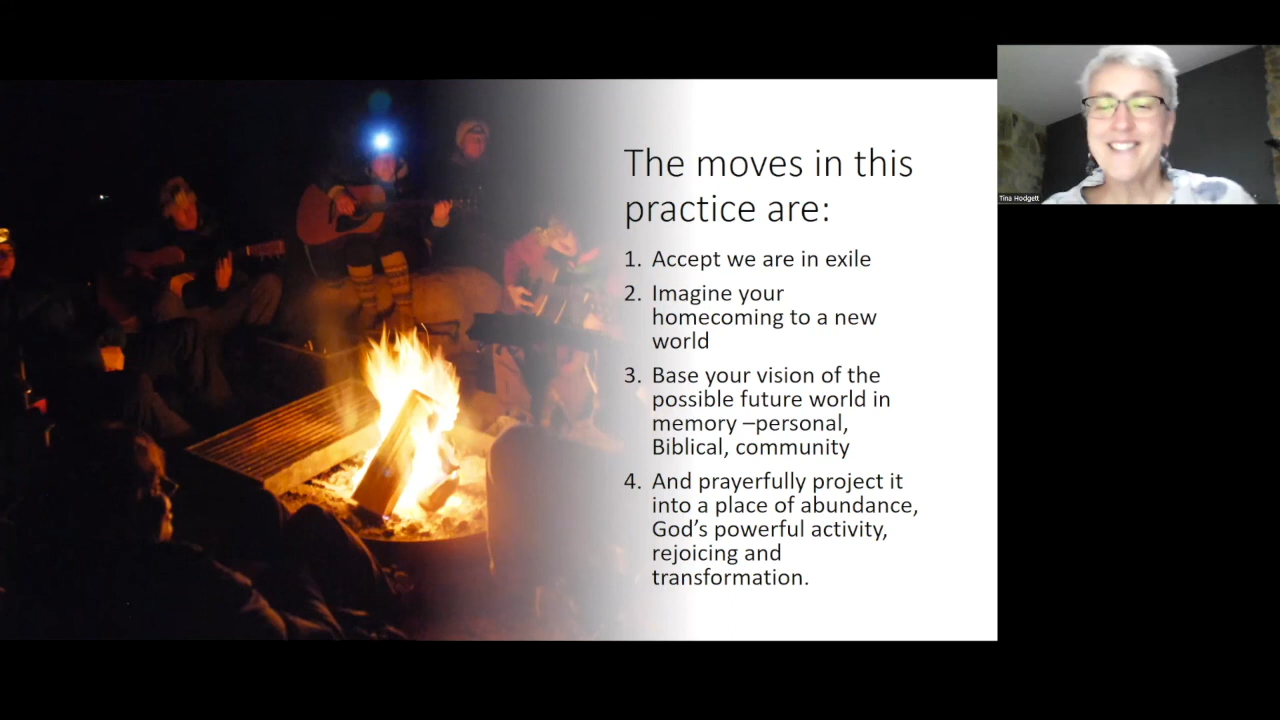 The moves in this
practice are:
1. Accept we are in exile
2. Imagine your
homecoming to a new
world
3. Base your vision of the
possible future world in
memory –personal,
Biblical, community
4. And prayerfully project it
into a place of abundance,
God’s powerful activity,
rejoicing and
transformation.
Tina Hodgett